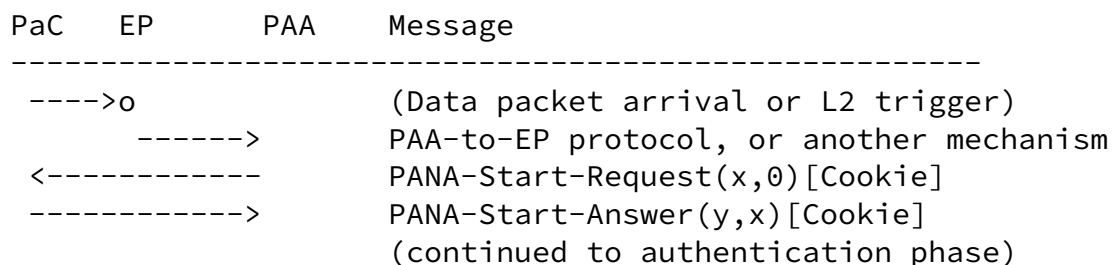 PaC   EP       PAA    Message
------------------------------------------------------
 ---->o               (Data packet arrival or L2 trigger)
       ------>        PAA-to-EP protocol, or another mechanism
 <------------        PANA-Start-Request(x,0)[Cookie]
 ------------>        PANA-Start-Answer(y,x)[Cookie]
                      (continued to authentication phase)